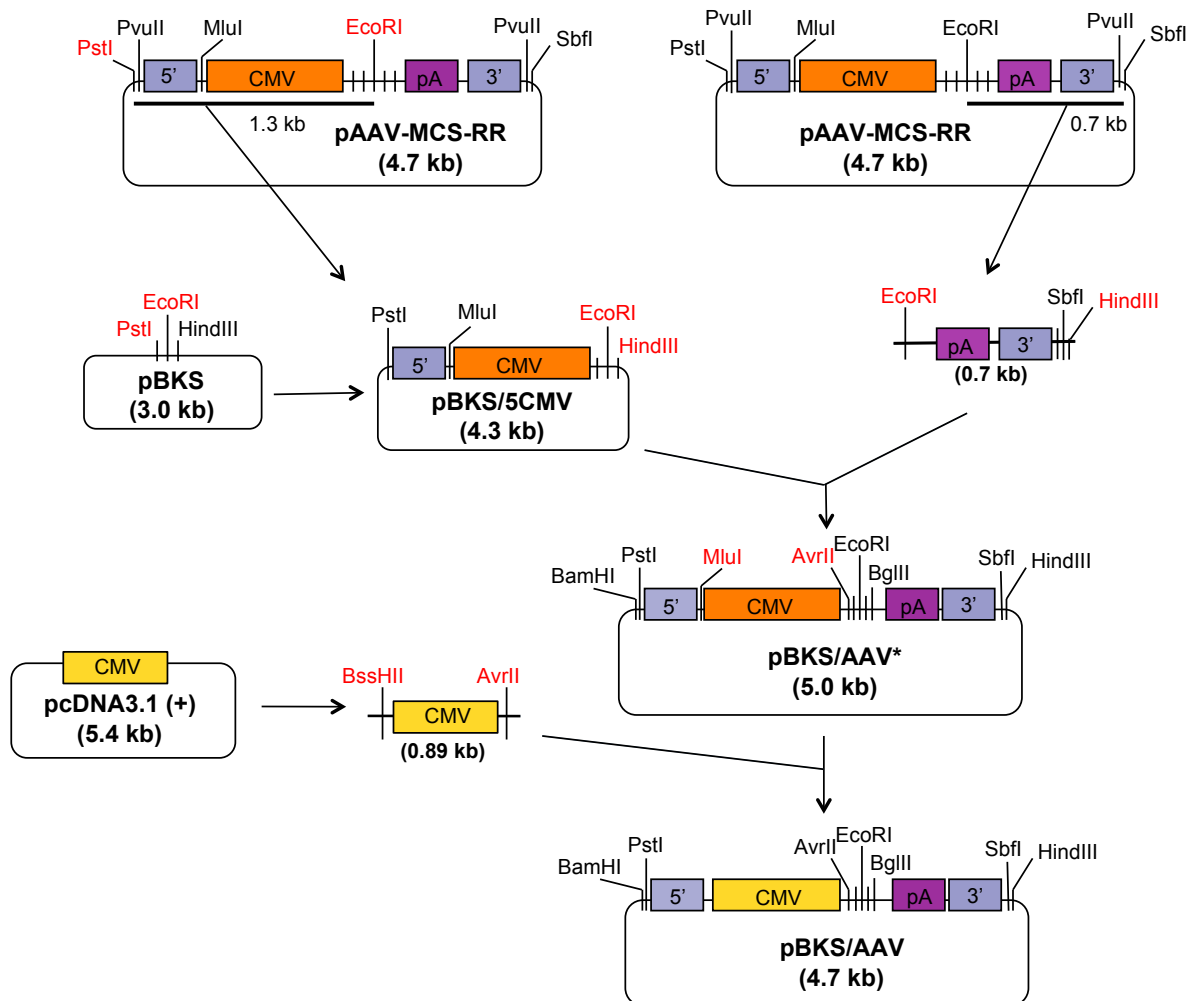 PvuII
PstI
MluI
EcoRI
PvuII
SbfI
5'
CMV
pA
3'
1.3 kb
pAAV-MCS-RR
(4.7 kb)
PvuII
PstI
MluI
EcoRI
PvuII
SbfI
5'
CMV
pA
3'
0.7 kb
pAAV-MCS-RR
(4.7 kb)
EcoRI
PstI
HindIII
pBKS
(3.0 kb)
PstI
MluI
EcoRI
HindIII
5'
CMV
pBKS/5CMV
(4.3 kb)
EcoRI
SbfI
HindIII
pA
3'
(0.7 kb)
BamHI
PstI
MluI
AvrII
EcoRI
BglII
SbfI
HindIII
5'
CMV
pA
3'
pBKS/AAV*
(5.0 kb)
CMV
pcDNA3.1 (+)
(5.4 kb)
BssHII
AvrII
CMV
(0.89 kb)
BamHI
PstI
AvrII
EcoRI
BglII
SbfI
HindIII
5'
CMV
pA
3'
pBKS/AAV
(4.7 kb)